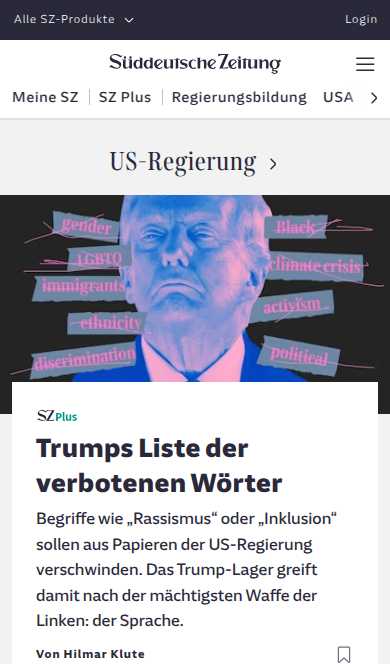 Alle SZ-Produkte
Login
Süddeutsche Zeitung
Meine SZ
SZ Plus
Regierungsbildung
USA
US-Regierung
gender
Black
LGBTQ
climate crisis
immigrants
activism
ethnicity
discrimination
political
SZ Plus
Trumps Liste der
verbotenen Wörter
Begriffe wie „Rassismus“ oder „Inklusion“
sollen aus Papieren der US-Regierung
verschwinden. Das Trump-Lager greift
damit nach der mächtigsten Waffe der
Linken: der Sprache.
Von Hilmar Klute